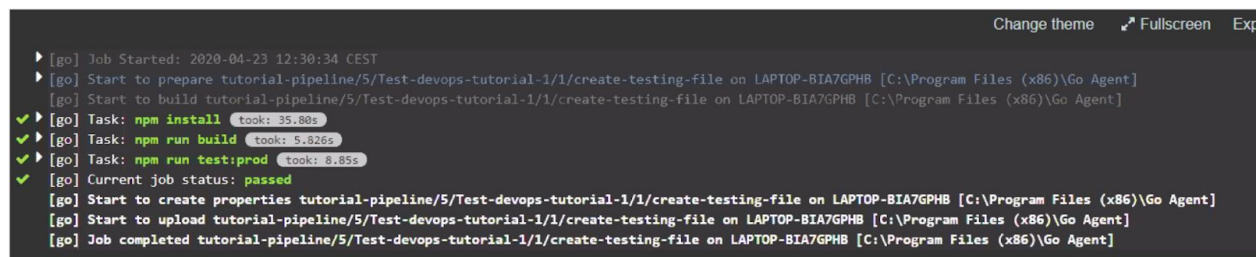 Change theme Fullscreen Exp
[go] Job Started: 2020-04-23 12:30:34 CEST
[go] Start to prepare tutorial-pipeline/5/Test-devops-tutorial-1/1/create-testing-file on LAPTOP-BIA7GPHB [C:\Program Files (x86)\Go Agent]
[go] Start to build tutorial-pipeline/5/Test-devops-tutorial-1/1/create-testing-file on LAPTOP-BIA7GPHB [C:\Program Files (x86)\Go Agent]
[go] Task: npm install took: 35.80s
[go] Task: npm run build took: 5.826s
[go] Task: npm run test:prod took: 8.85s
[go] Current job status: passed
[go] Start to create properties tutorial-pipeline/5/Test-devops-tutorial-1/1/create-testing-file on LAPTOP-BIA7GPHB [C:\Program Files (x86)\Go Agent]
[go] Start to upload tutorial-pipeline/5/Test-devops-tutorial-1/1/create-testing-file on LAPTOP-BIA7GPHB [C:\Program Files (x86)\Go Agent]
[go] Job completed tutorial-pipeline/5/Test-devops-tutorial-1/1/create-testing-file on LAPTOP-BIA7GPHB [C:\Program Files (x86)\Go Agent]